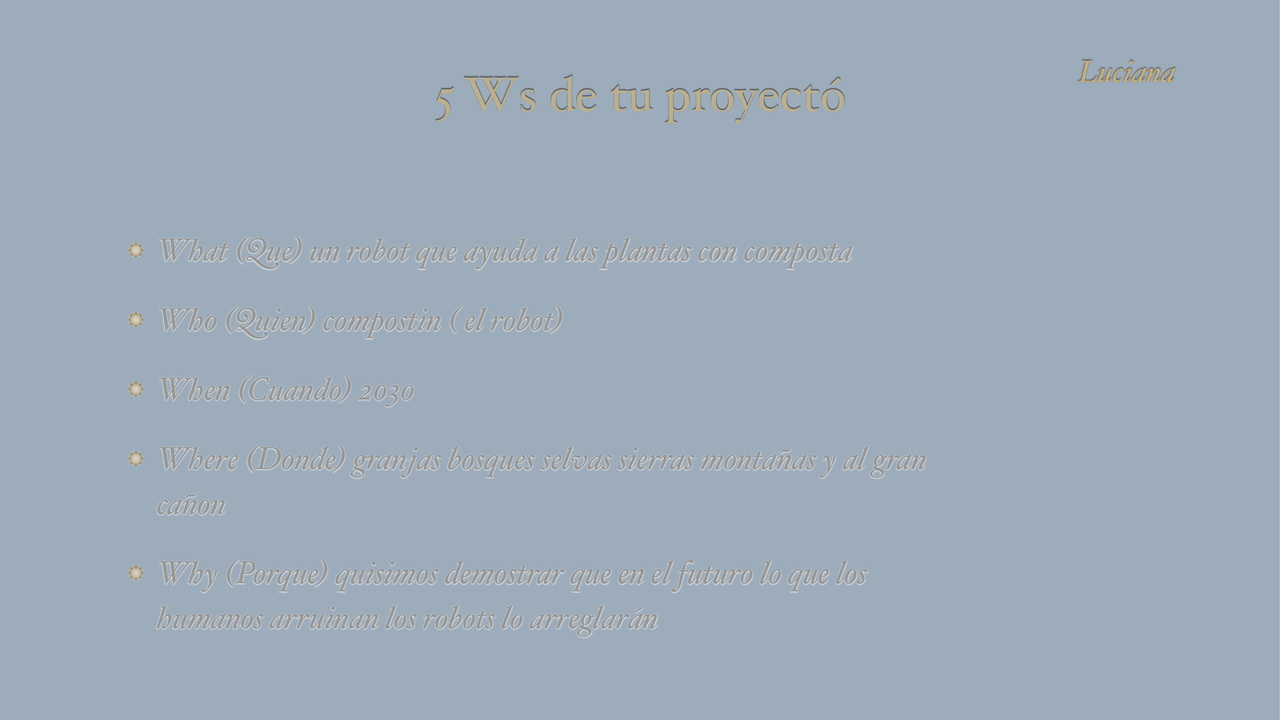 Luciana
5 Ws de tu proyectó
What (Que) un robot que ayuda a las plantas con composta
Who (Quien) compostin ( el robot)
When (Cuando) 2030
Where (Donde) granjas bosques selvas sierras montañas y al gran
cañon
Why (Porque) quisimos demostrar que en el futuro lo que los
humanos arruinan los robots lo arreglarán